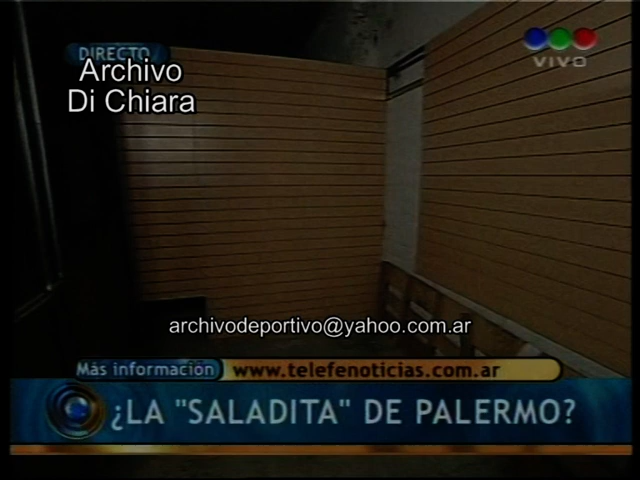 DIRECTO
VIVO
Archivo
Di Chiara
archivodeportivo@yahoo.com.ar
Más información
www.telefenoticias.com.ar
¿LA "SALADITA" DE PALERMO?